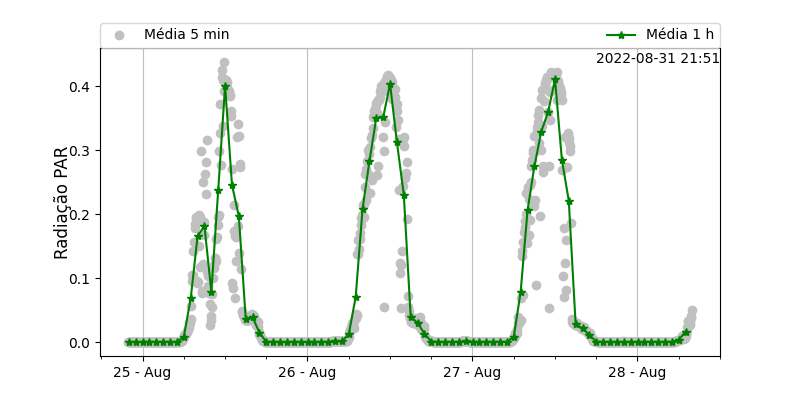 Média 5 min
Média 1 h
2022-08-31 21:51
Radiação PAR
0.4
0.3
0.2
0.1
0.0
25 - Aug
26 - Aug
27 - Aug
28 - Aug